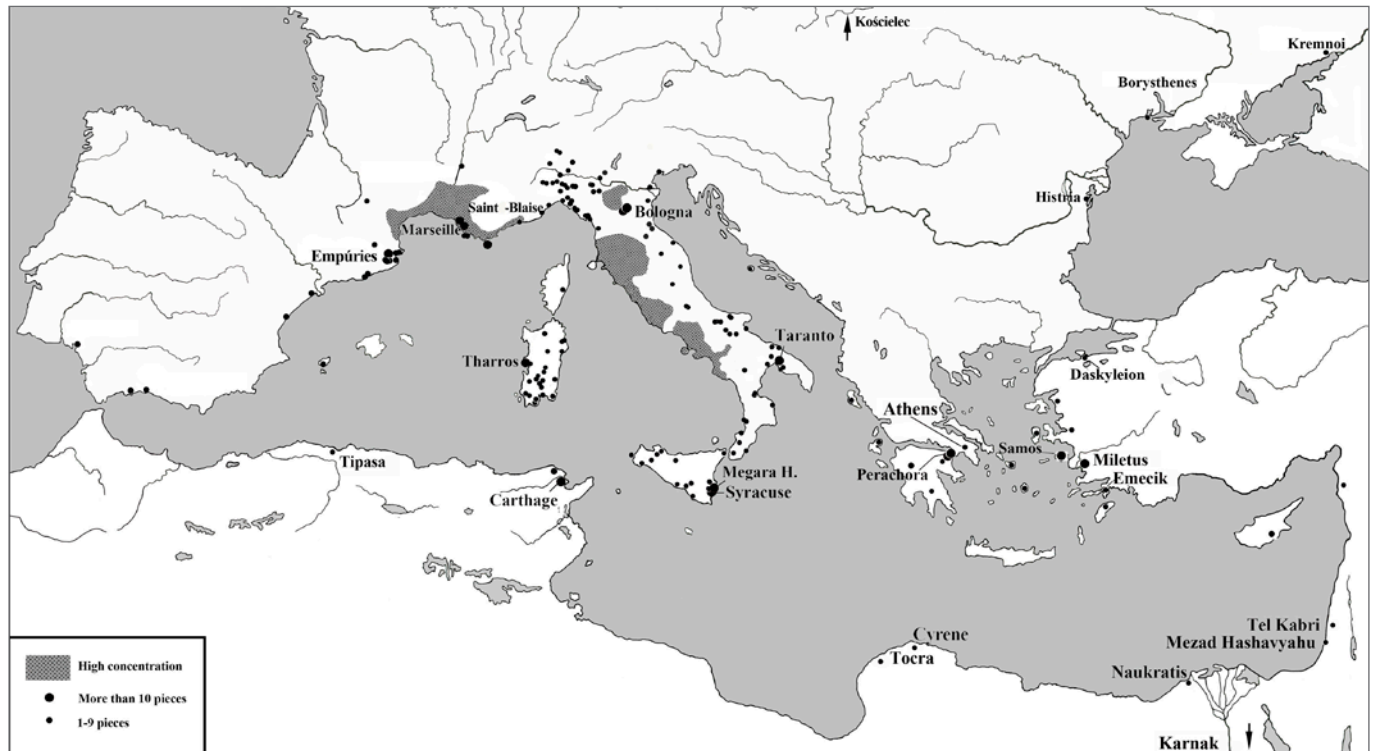 Kościelec
Kremnoi
Borysthenes
Histria
Saint -Blaise
Bologna
Marseille
Empúries
Taranto
Tharros
Daskyleion
Athens
Samos
Tipasa
Megara H.
Perachora
Miletus
Emecik
Carthage
Syracuse
Tel Kabri
Cyrene
Mezad Hashavyahu
Tocra
Naukratis
Karnak
High concentration
More than 10 pieces
1-9 pieces